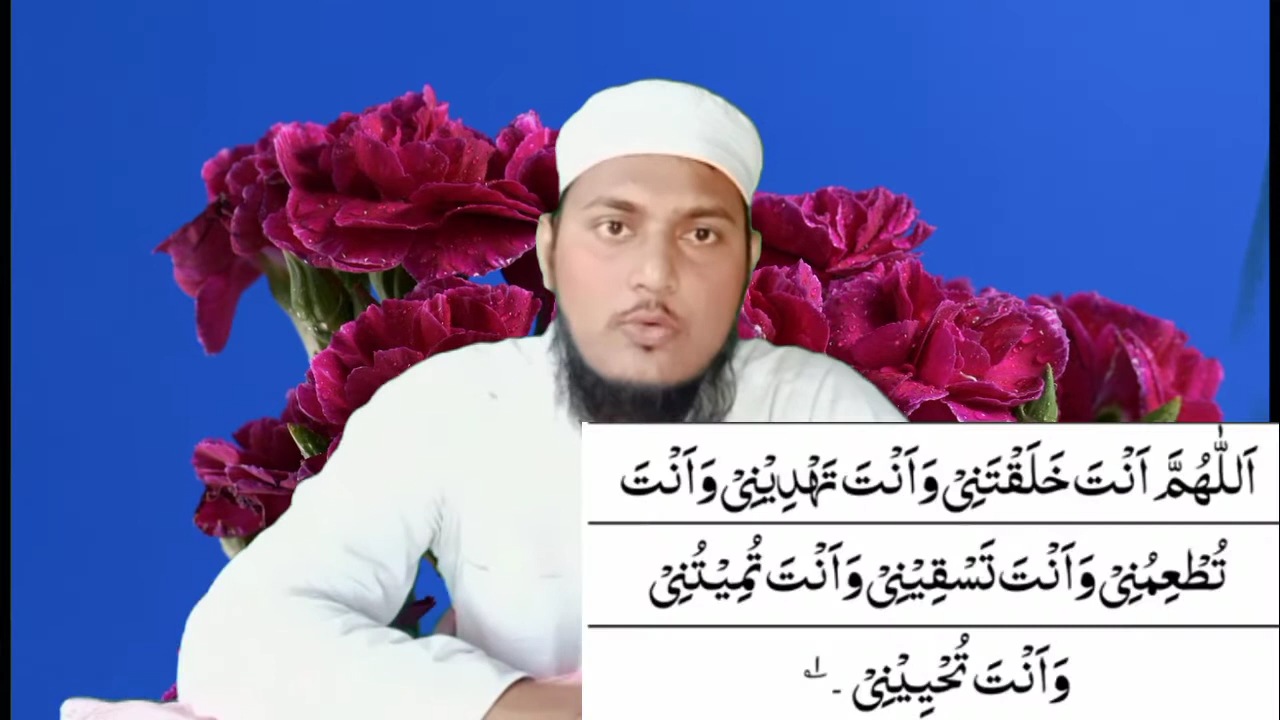 اَللّٰهُمَّ اَنْتَ خَلَقْتَنِیْ وَاَنْتَ تَهْدِیْنِیْ وَاَنْتَ
تُطْعِمُنِیْ وَاَنْتَ تَسْقِیْنِیْ وَاَنْتَ تُمِیْتُنِیْ
وَاَنْتَ تُحْیِیْنِیْ ۔